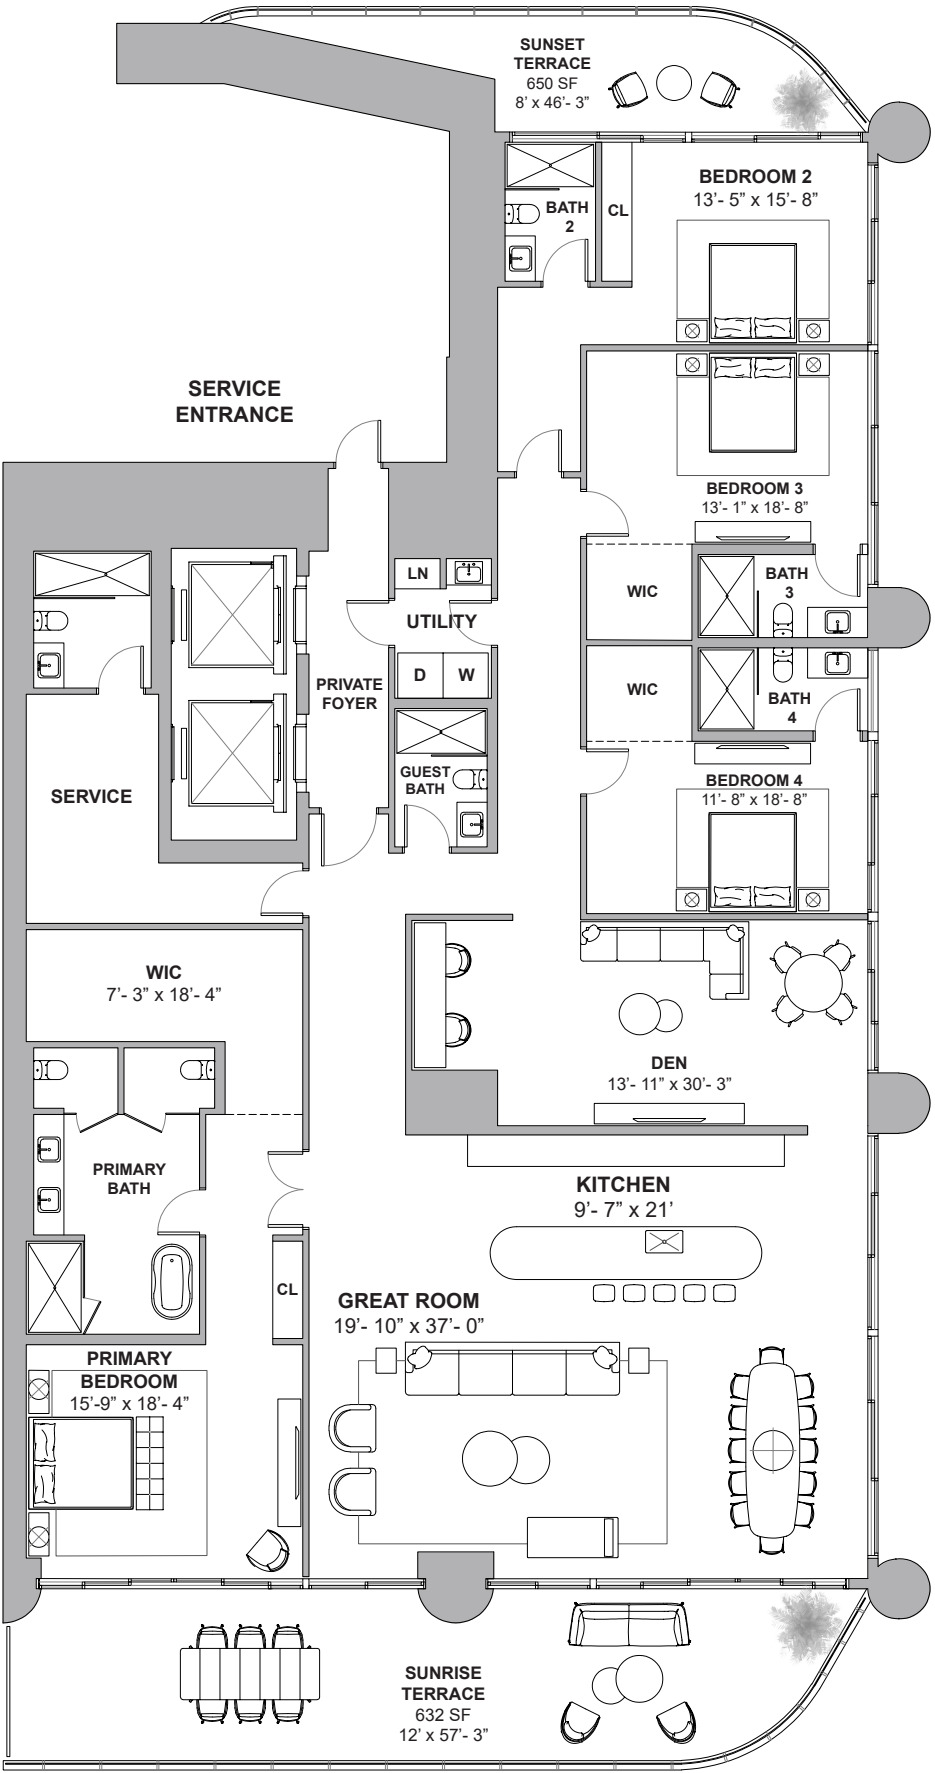 SUNSET
TERRACE
650 SF
8' x 46'- 3”
BEDROOM 2
13'- 5” x 15'- 8”
BATH
2
CL
SERVICE
ENTRANCE
BEDROOM 3
13'- 1” x 18'- 8”
LN
UTILITY
WIC
BATH
3
D
W
PRIVATE
FOYER
WIC
BATH
4
GUEST
BATH
SERVICE
BEDROOM 4
11'- 8” x 18'- 8”
WIC
7'- 3” x 18'- 4”
DEN
13'- 11” x 30'- 3”
PRIMARY
BATH
KITCHEN
9'- 7” x 21’
CL
GREAT ROOM
19'- 10” x 37'- 0”
PRIMARY
BEDROOM
15'-9” x 18'- 4”
SUNRISE
TERRACE
632 SF
12' x 57'- 3”